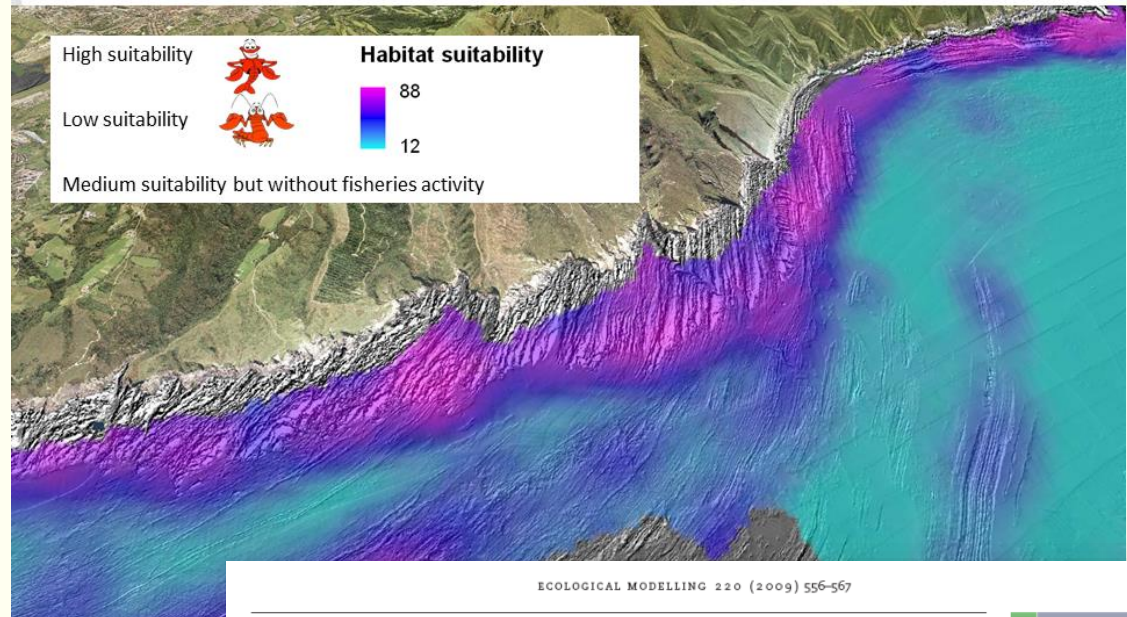 High suitability
Habitat suitability
88
Low suitability
12
Medium suitability but without fisheries activity
ECOLOGICAL MODELLING 220 (2009) 556–567